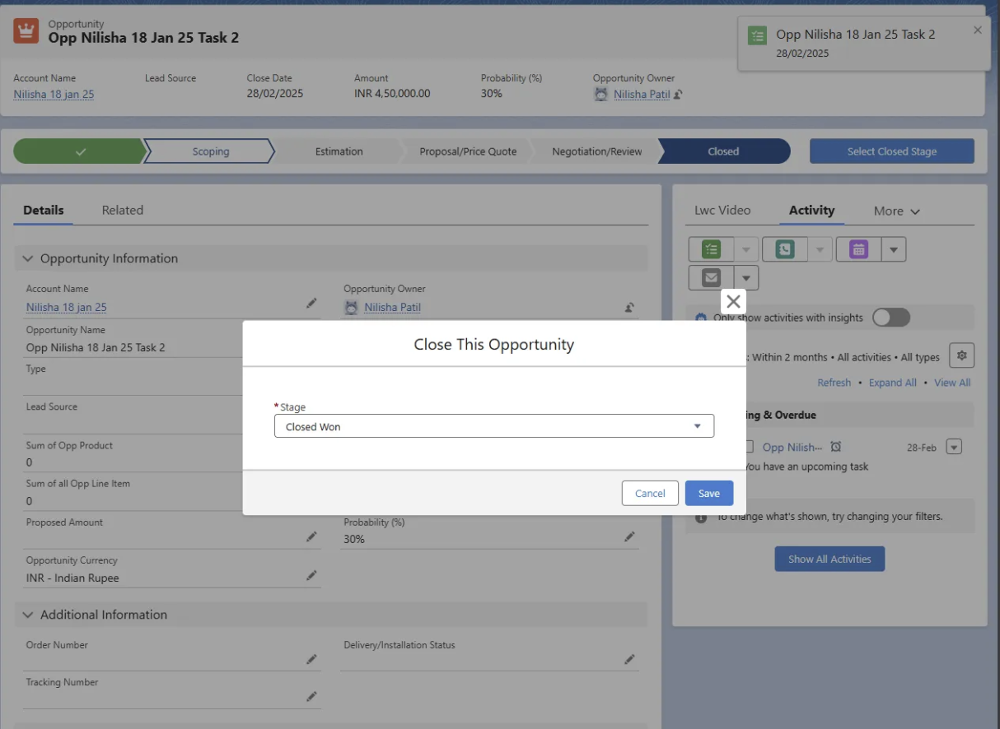 Opportunity
Opp Nilisha 18 Jan 25 Task 2
Opp Nilisha 18 Jan 25 Task 2
28/02/2025
Account Name
Nilisha 18 jan 25
Lead Source
Close Date
28/02/2025
Amount
INR 4,50,000.00
Probability (%)
30%
Opportunity Owner
Nilisha Patil
Scoping
Estimation
Proposal/Price Quote
Negotiation/Review
Closed
Select Closed Stage
Details
Related
Opportunity Information
Account Name
Nilisha 18 jan 25
Opportunity Owner
Nilisha Patil
Opportunity Name
Opp Nilisha 18 Jan 25 Task 2
Type
Lead Source
Sum of Opp Product
0
Sum of all Opp Line Item
0
Proposed Amount
Probability (%)
30%
Opportunity Currency
INR - Indian Rupee
Additional Information
Order Number
Delivery/Installation Status
Tracking Number
Close This Opportunity
*Stage
Closed Won
Cancel
Save
Lwc Video
Activity
More
Only show activities with insights
: Within 2 months • All activities • All types
Refresh • Expand All • View All
ing & Overdue
Opp Nilish...
28-Feb
You have an upcoming task
To change what's shown, try changing your filters.
Show All Activities